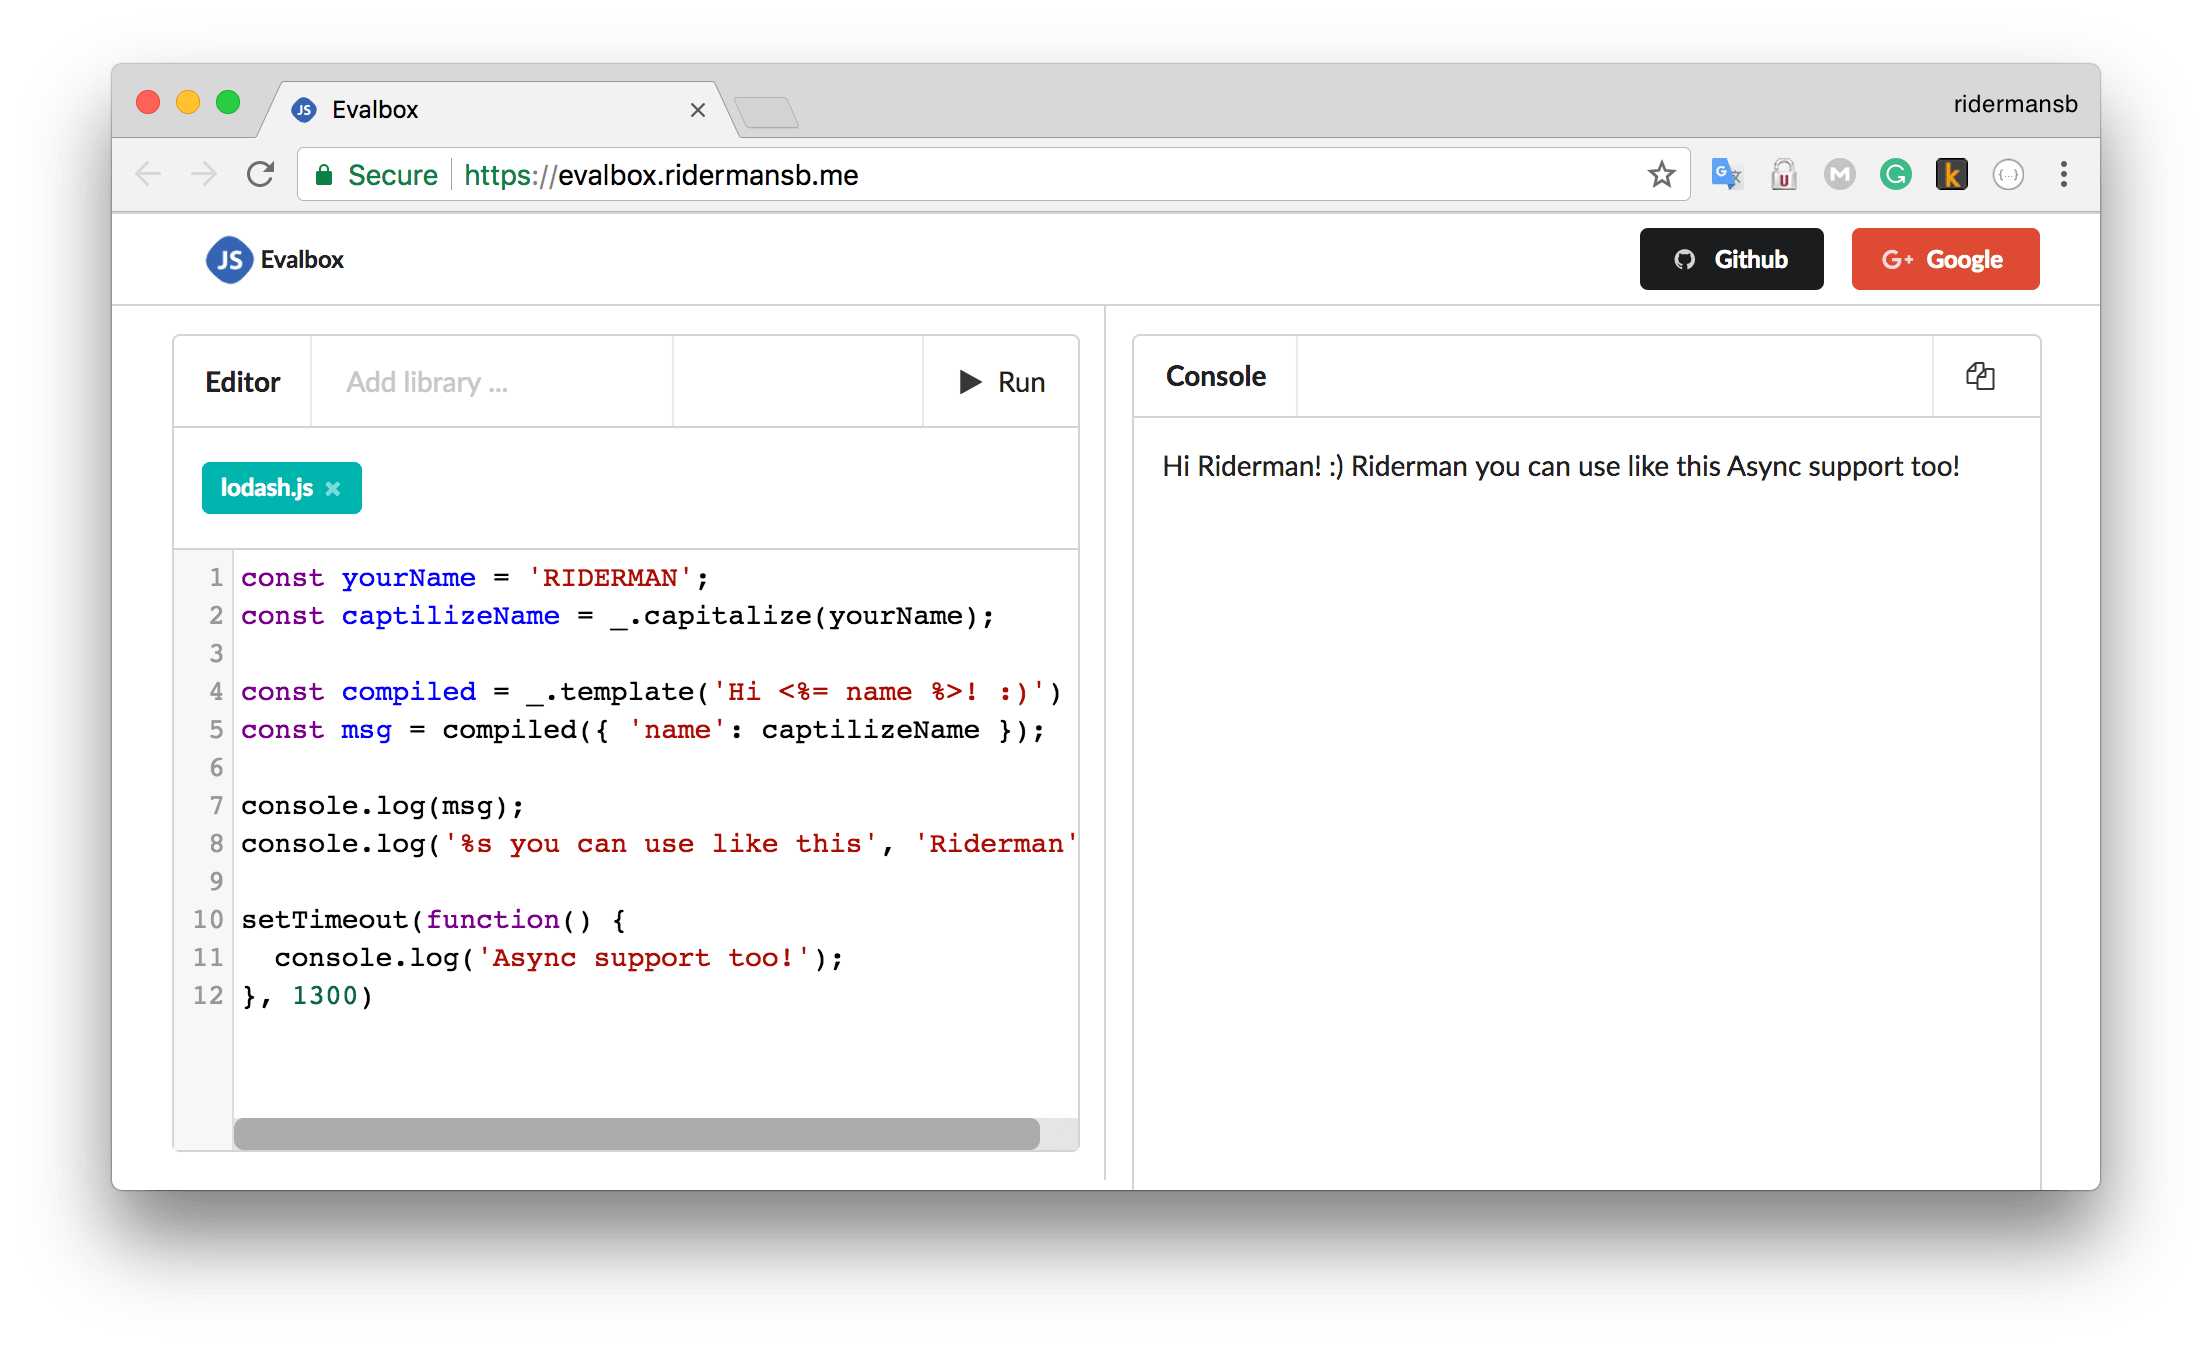 JS Evalbox ×
ridermansb
Secure https://evalbox.ridermansb.me
JS Evalbox
Github
G+ Google
Editor
Add library ...
Run
lodash.js ×
1 const yourName = 'RIDERMAN';
2 const captilizeName = _.capitalize(yourName);
3
4 const compiled = _.template('Hi <%= name %>! :)')
5 const msg = compiled({ 'name': captilizeName });
6
7 console.log(msg);
8 console.log('%s you can use like this', 'Riderman'
9
10 setTimeout(function() {
11 console.log('Async support too!');
12 }, 1300)
Console
Hi Riderman! :) Riderman you can use like this Async support too!